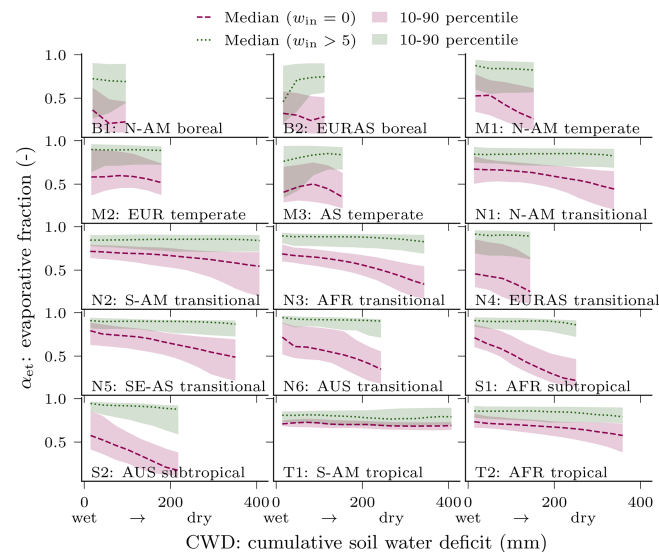 Median (w_in = 0) 10-90 percentile
Median (w_in > 5) 10-90 percentile
α_et: evaporative fraction (-)
1.0
0.5
B1: N-AM boreal
B2: EURAS boreal
M1: N-AM temperate
1.0
0.5
M2: EUR temperate
M3: AS temperate
N1: N-AM transitional
1.0
0.5
N2: S-AM transitional
N3: AFR transitional
N4: EURAS transitional
1.0
0.5
N5: SE-AS transitional
N6: AUS transitional
S1: AFR subtropical
1.0
0.5
S2: AUS subtropical
T1: S-AM tropical
T2: AFR tropical
0 200 400 0 200 400 0 200 400
wet → dry wet → dry wet → dry
CWD: cumulative soil water deficit (mm)